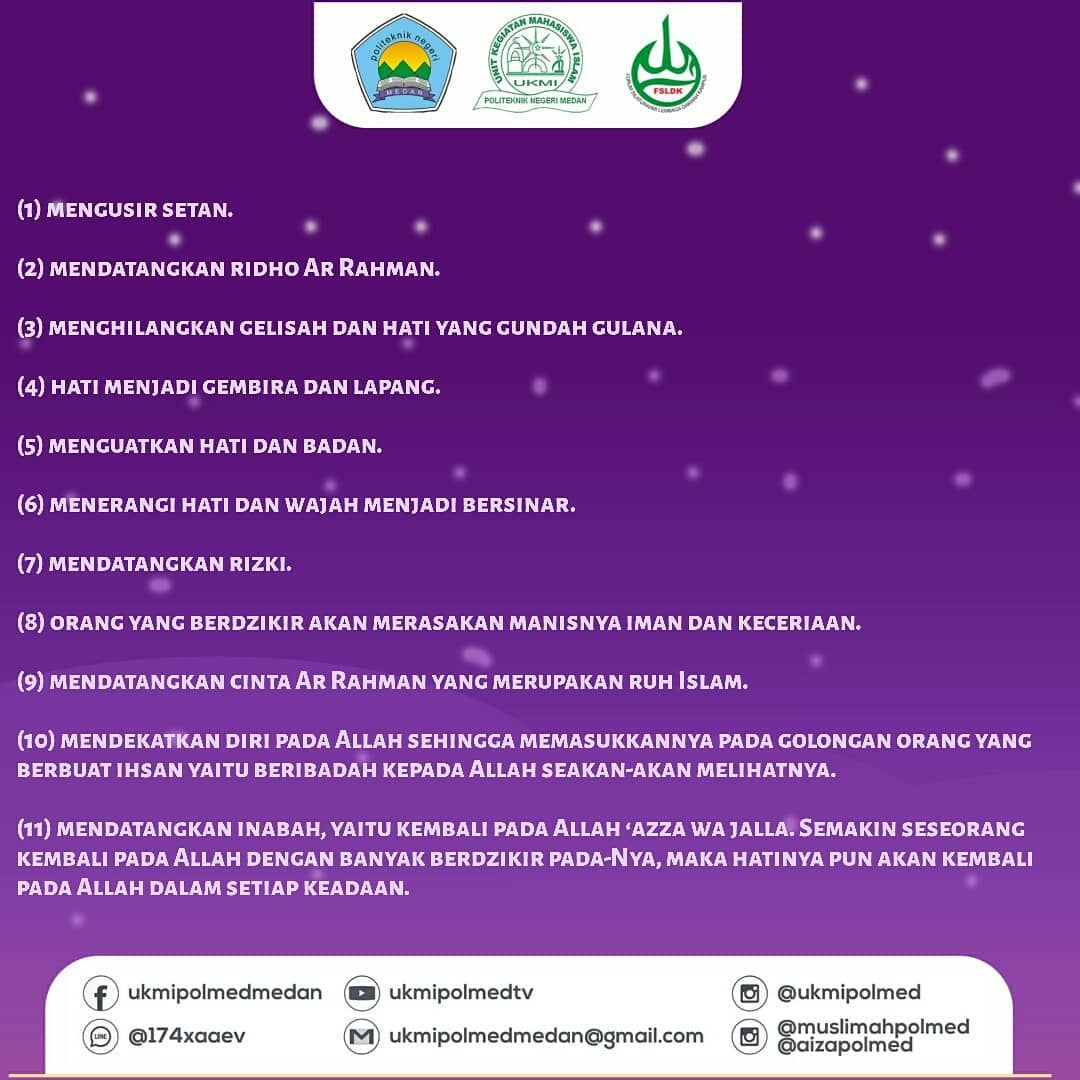 politeknik negeri
MEDAN
UNIT KEGIATAN MAHASISWA ISLAM
UKMI
POLITEKNIK NEGERI MEDAN
FSLDK
(1) MENGUSIR SETAN.
(2) MENDATANGKAN RIDHO AR RAHMAN.
(3) MENGHILANGKAN GELISAH DAN HATI YANG GUNDAH GULANA.
(4) HATI MENJADI GEMBIRA DAN LAPANG.
(5) MENGUATKAN HATI DAN BADAN.
(6) MENERANGI HATI DAN WAJAH MENJADI BERSINAR.
(7) MENDATANGKAN RIZKI.
(8) ORANG YANG BERDZIKIR AKAN MERASAKAN MANISNYA IMAN DAN KECERIAAN.
(9) MENDATANGKAN CINTA AR RAHMAN YANG MERUPAKAN RUH ISLAM.
(10) MENDEKATKAN DIRI PADA ALLAH SEHINGGA MEMASUKKANNYA PADA GOLONGAN ORANG YANG
BERBUAT IHSAN YAITU BERIBADAH KEPADA ALLAH SEAKAN-AKAN MELIHATNYA.
(11) MENDATANGKAN INABAH, YAITU KEMBALI PADA ALLAH ‘AZZA WA JALLA. SEMAKIN SESEORANG
KEMBALI PADA ALLAH DENGAN BANYAK BERDZIKIR PADA-NYA, MAKA HATINYA PUN AKAN KEMBALI
PADA ALLAH DALAM SETIAP KEADAAN.
ukmipolmedmedan
ukmipolmedtv
@ukmipolmed
LINE
@174xaaev
ukmipolmedmedan@gmail.com
@muslimahpolmed
@aizapolmed